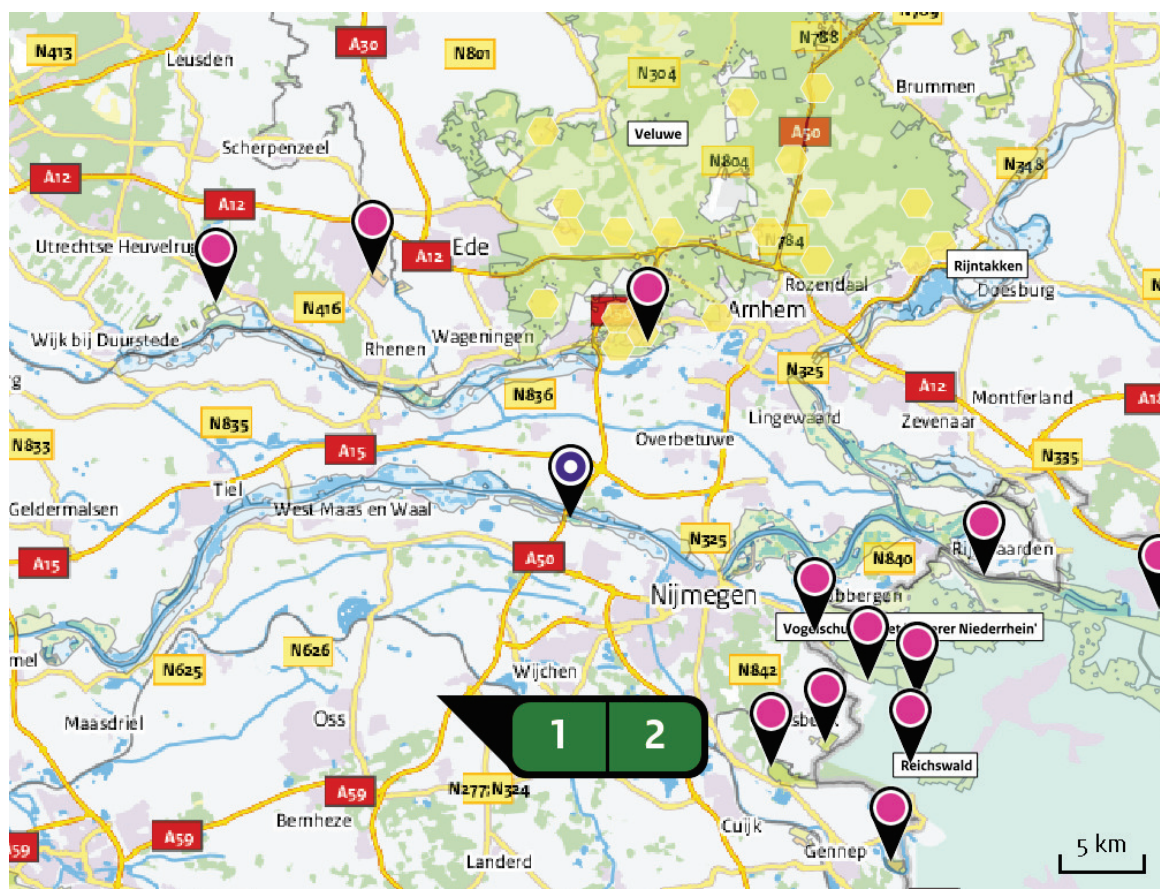 N789
N413
A30
N801
N788
Leusden
N304
Brummen
Veluwe
A50
Scherpenzeel
N804
N348
A12
A12
Utrechtse Heuvelrug
Ede
A12
N784
Rijntakken
Rozendaal
Doesburg
N416
Arnhem
Wijk bij Duurstede
Wageningen
Rhenen
N325
A12
N836
Montferland
A18
N835
Lingewaard
Zevenaar
N833
A15
Overbetuwe
N335
Tiel
Geldermalsen
West Maas en Waal
A15
A50
N325
N840
Nijmegen
N626
N625
Wijchen
N842
Maasdriel
Oss
1
2
Reichswald
A59
N277
N324
Bernheze
A59
Cuijk
Gennep
5 km
Landerd